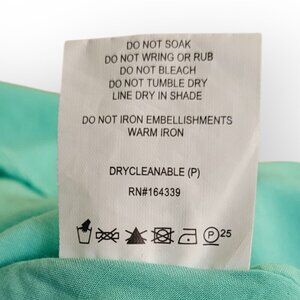 DO NOT SOAK
DO NOT WRING OR RUB
DO NOT BLEACH
DO NOT TUMBLE DRY
LINE DRY IN SHADE
DO NOT IRON EMBELLISHMENTS
WARM IRON
DRYCLEANABLE (P)
RN#164339
P 25